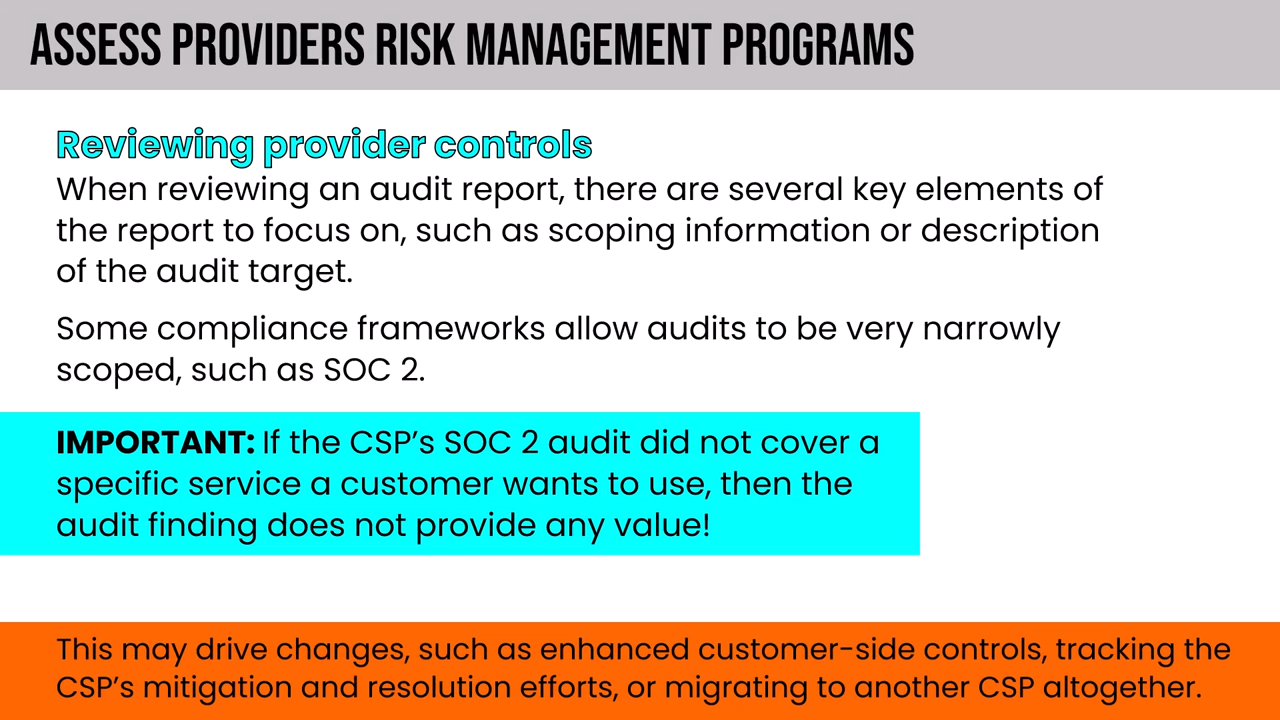 ASSESS PROVIDERS RISK MANAGEMENT PROGRAMS
Reviewing provider controls
When reviewing an audit report, there are several key elements of
the report to focus on, such as scoping information or description
of the audit target.
Some compliance frameworks allow audits to be very narrowly
scoped, such as SOC 2.
IMPORTANT: If the CSP’s SOC 2 audit did not cover a
specific service a customer wants to use, then the
audit finding does not provide any value!
This may drive changes, such as enhanced customer-side controls, tracking the
CSP’s mitigation and resolution efforts, or migrating to another CSP altogether.